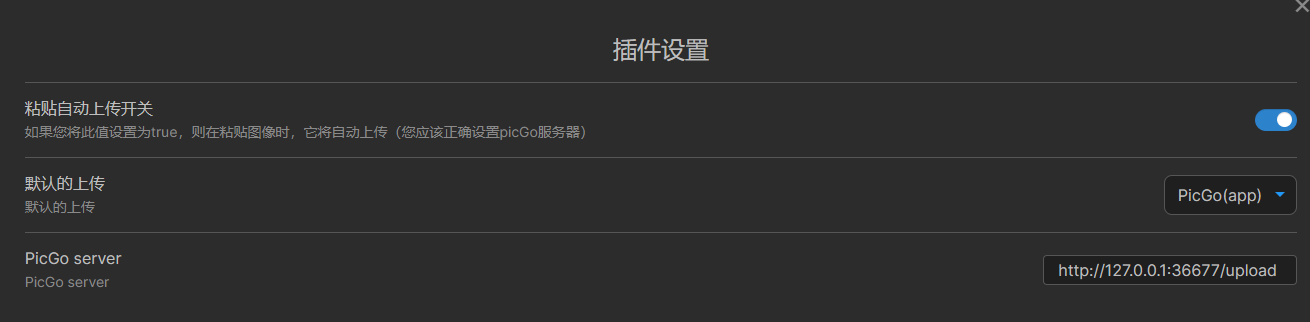 插件设置
粘贴自动上传开关
如果您将此值设置为true，则在粘贴图像时，它将自动上传（您应该正确设置picGo服务器）
默认的上传
默认的上传
PicGo(app)
PicGo server
PicGo server
http://127.0.0.1:36677/upload